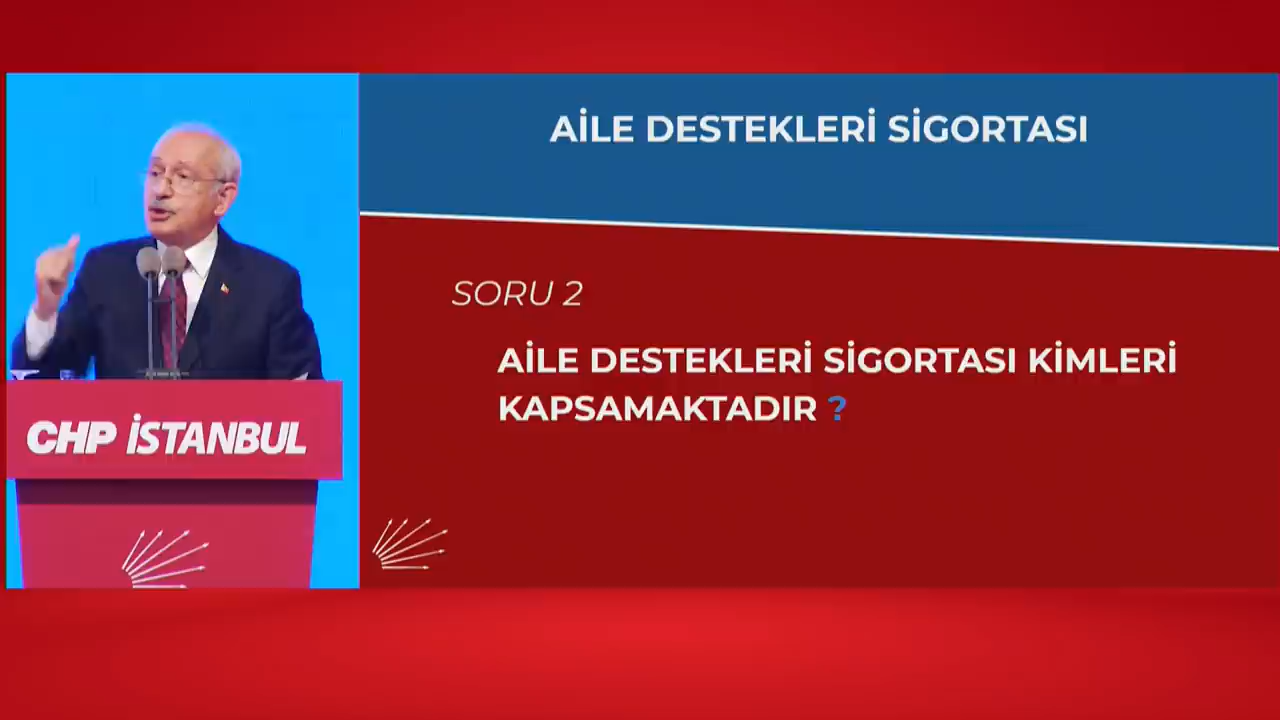 AİLE DESTEKLERİ SİGORTASI
SORU 2
AİLE DESTEKLERİ SİGORTASI KİMLERİ
KAPSAMAKTADIR ?
CHP İSTANBUL